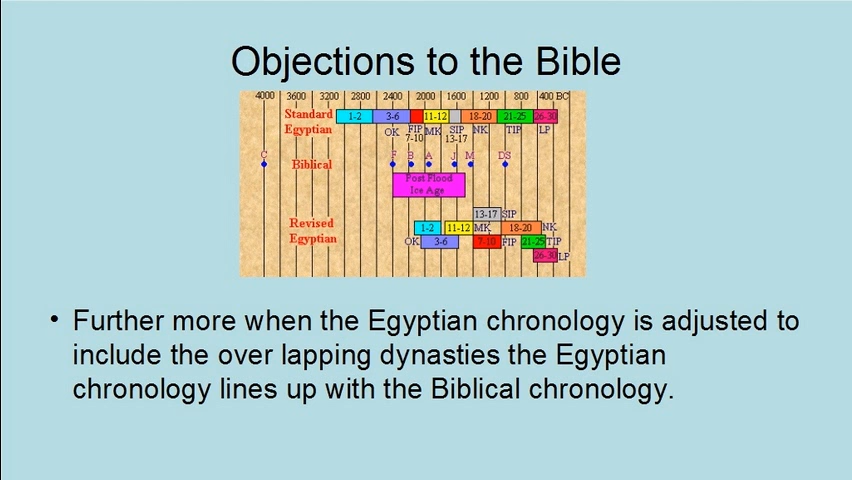 Objections to the Bible
4000 3600 3200 2800 2400 2000 1600 1200 800 400 BC
Standard Egyptian
1-2 3-6 11-12 18-20 21-25 26-30
OK FIP MK SIP NK TIP LP
7-10 13-17
C F B A J M DS
Biblical
Post Flood
Ice Age
13-17 SIP
Revised Egyptian
1-2 11-12 MK 18-20 NK
OK 3-6 7-10 FIP 21-25 TIP
26-30 LP
• Further more when the Egyptian chronology is adjusted to
include the over lapping dynasties the Egyptian
chronology lines up with the Biblical chronology.